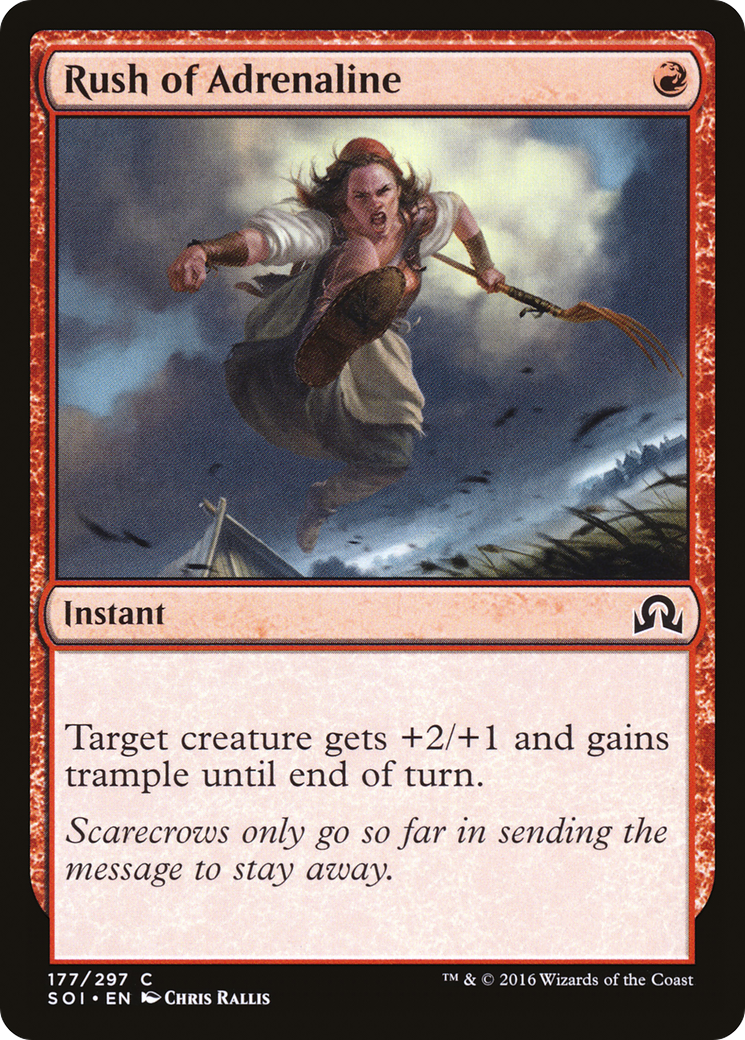 Rush of Adrenaline
Instant
Target creature gets +2/+1 and gains
trample until end of turn.
Scarecrows only go so far in sending the
message to stay away.
177/297 C
SOI • EN Chris Rallis
™ & © 2016 Wizards of the Coast